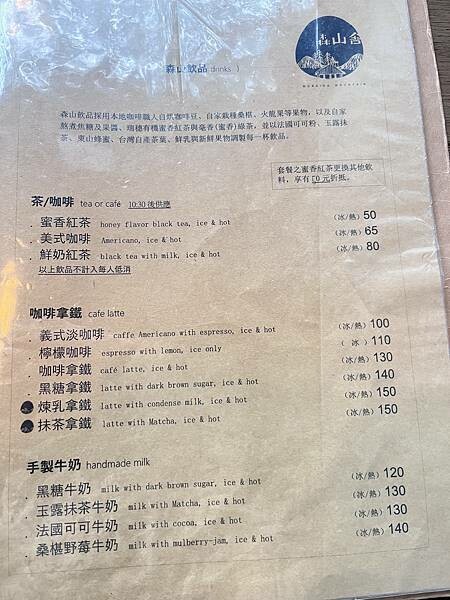 森山舍
MORNING MOUNTAIN
森山飲品 drinks )
森山飲品採用本地咖啡職人自烘咖啡豆、自家栽種桑椹、火龍果等果物，以及自家
熬煮焦糖及果醬、瑞穗有機蜜香紅茶與毫香(蜜香)綠茶，並以法國可可粉、玉露抹
茶、東山蜂蜜、台灣自產茶葉、鮮乳與新鮮果物調製每一杯飲品。
套餐之蜜香紅茶更換其他飲
料，享有50元折抵。
茶/咖啡 tea or café 10:30 後供應
．蜜香紅茶 honey flavor black tea, ice & hot (冰/熱) 50
．美式咖啡 Americano, ice & hot (冰/熱) 65
．鮮奶紅茶 black tea with milk, ice & hot (冰/熱) 80
以上飲品不計入每人低消
咖啡拿鐵 cafe latte
．義式淡咖啡 caffe Americano with espresso, ice & hot (冰/熱) 100
．檸檬咖啡 espresso with lemon, ice only (冰) 110
．咖啡拿鐵 café latte, ice & hot (冰/熱) 130
．黑糖拿鐵 latte with dark brown sugar, ice & hot (冰/熱) 140
煉乳拿鐵 latte with condense milk, ice & hot (冰/熱) 150
抹茶拿鐵 latte with Matcha, ice & hot (冰/熱) 150
手製牛奶 handmade milk
．黑糖牛奶 milk with dark brown sugar, ice & hot (冰/熱) 120
．玉露抹茶牛奶 milk with Matcha, ice & hot (冰/熱) 130
．法國可可牛奶 milk with cocoa, ice & hot (冰/熱) 130
．桑椹野莓牛奶 milk with mulberry-jam, ice & hot (冰/熱) 140